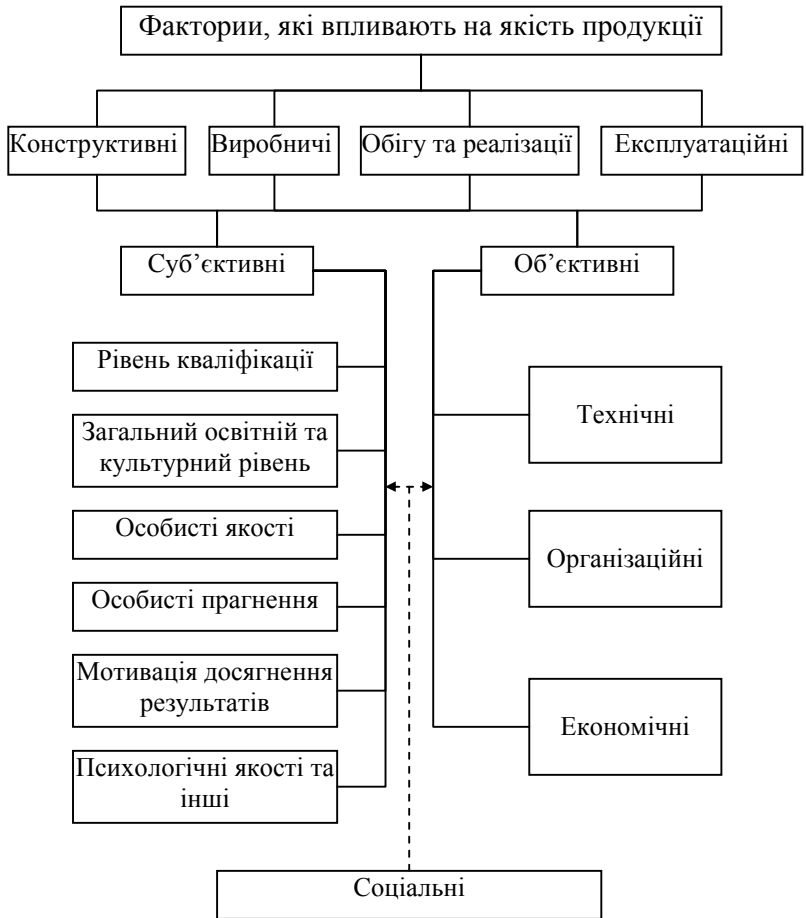 Фактории, які впливають на якість продукції
Конструктивні
Виробничі
Обігу та реалізації
Експлуатаційні
Суб’єктивні
Об’єктивні
Рівень кваліфікації
Загальний освітній та
культурний рівень
Особисті якості
Особисті прагнення
Мотивація досягнення
результатів
Психологічні якості та
інші
Технічні
Організаційні
Економічні
Соціальні